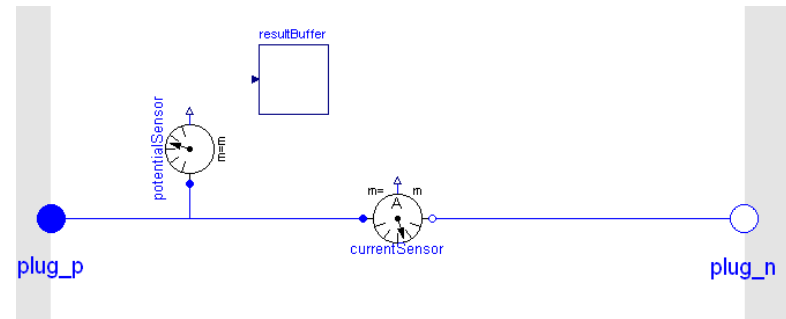 resultBuffer
potentialSensor
m=m
m= m
A
currentSensor
plug_p
plug_n